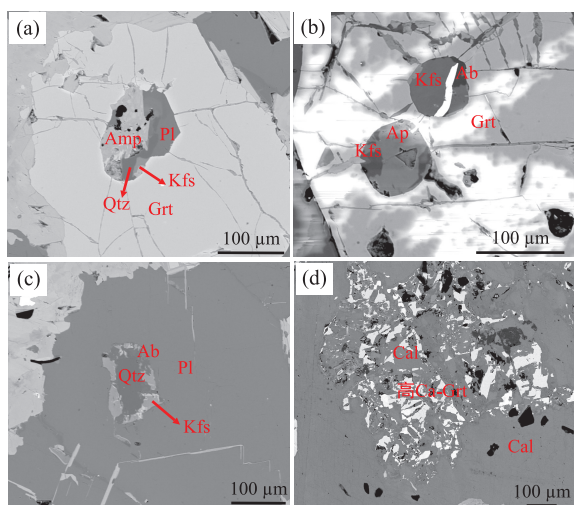 (a)
Amp
Pl
Qtz
Kfs
Grt
100 µm
(b)
Kfs
Ab
Ap
Grt
Kfs
100 µm
(c)
Ab
Qtz
Pl
Kfs
100 µm
(d)
Cal
高Ca-Grt
Cal
100 µm